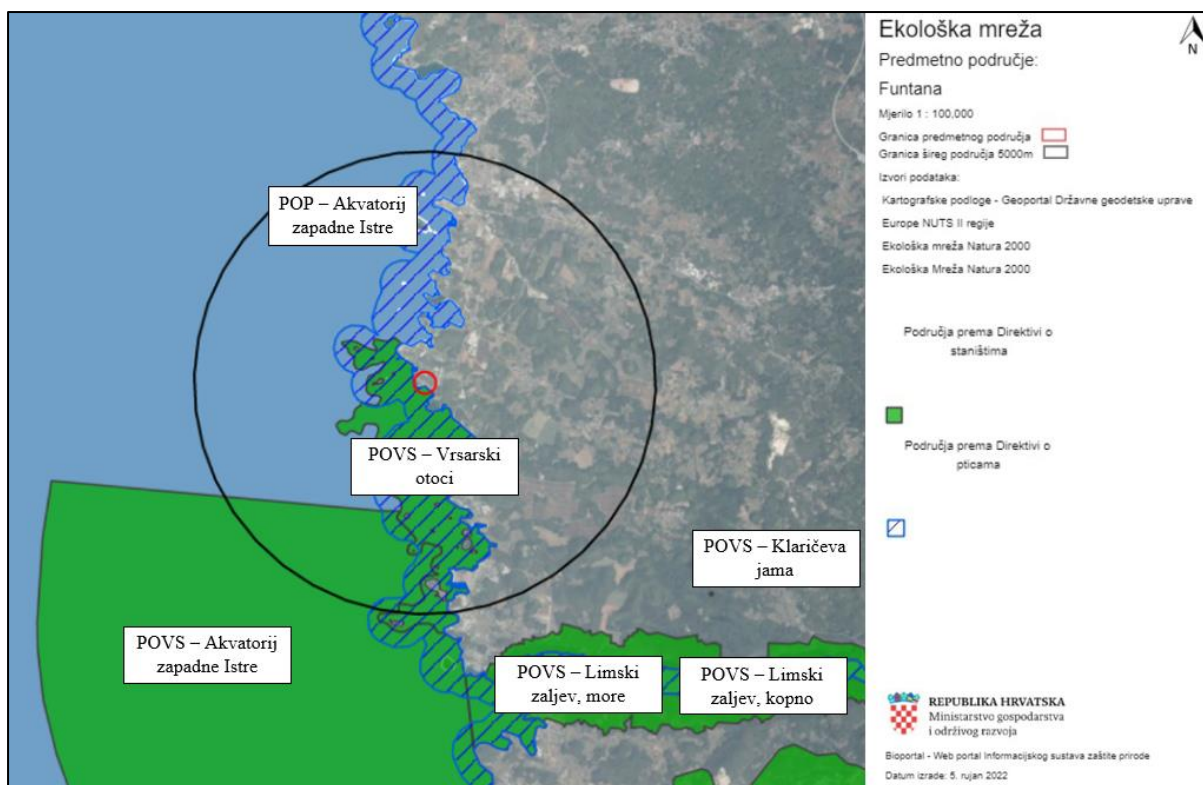 POP – Akvatorij
zapadne Istre
POVS – Vrsarski
otoci
POVS – Klaričeva
jama
POVS – Akvatorij
zapadne Istre
POVS – Limski
zaljev, more
POVS – Limski
zaljev, kopno
Ekološka mreža
N
Predmetno područje:
Funtana
Mjerilo 1 : 100,000
Granica predmetnog područja
Granica šireg područja 5000m
Izvori podataka:
Kartografske podloge - Geoportal Državne geodetske uprave
Europe NUTS II regije
Ekološka mreža Natura 2000
Ekološka Mreža Natura 2000
Područja prema Direktivi o
staništima
Područja prema Direktivi o
pticama
REPUBLIKA HRVATSKA
Ministarstvo gospodarstva
i održivog razvoja
Bioportal - Web portal Informacijskog sustava zaštite prirode
Datum izrade: 5. rujan 2022